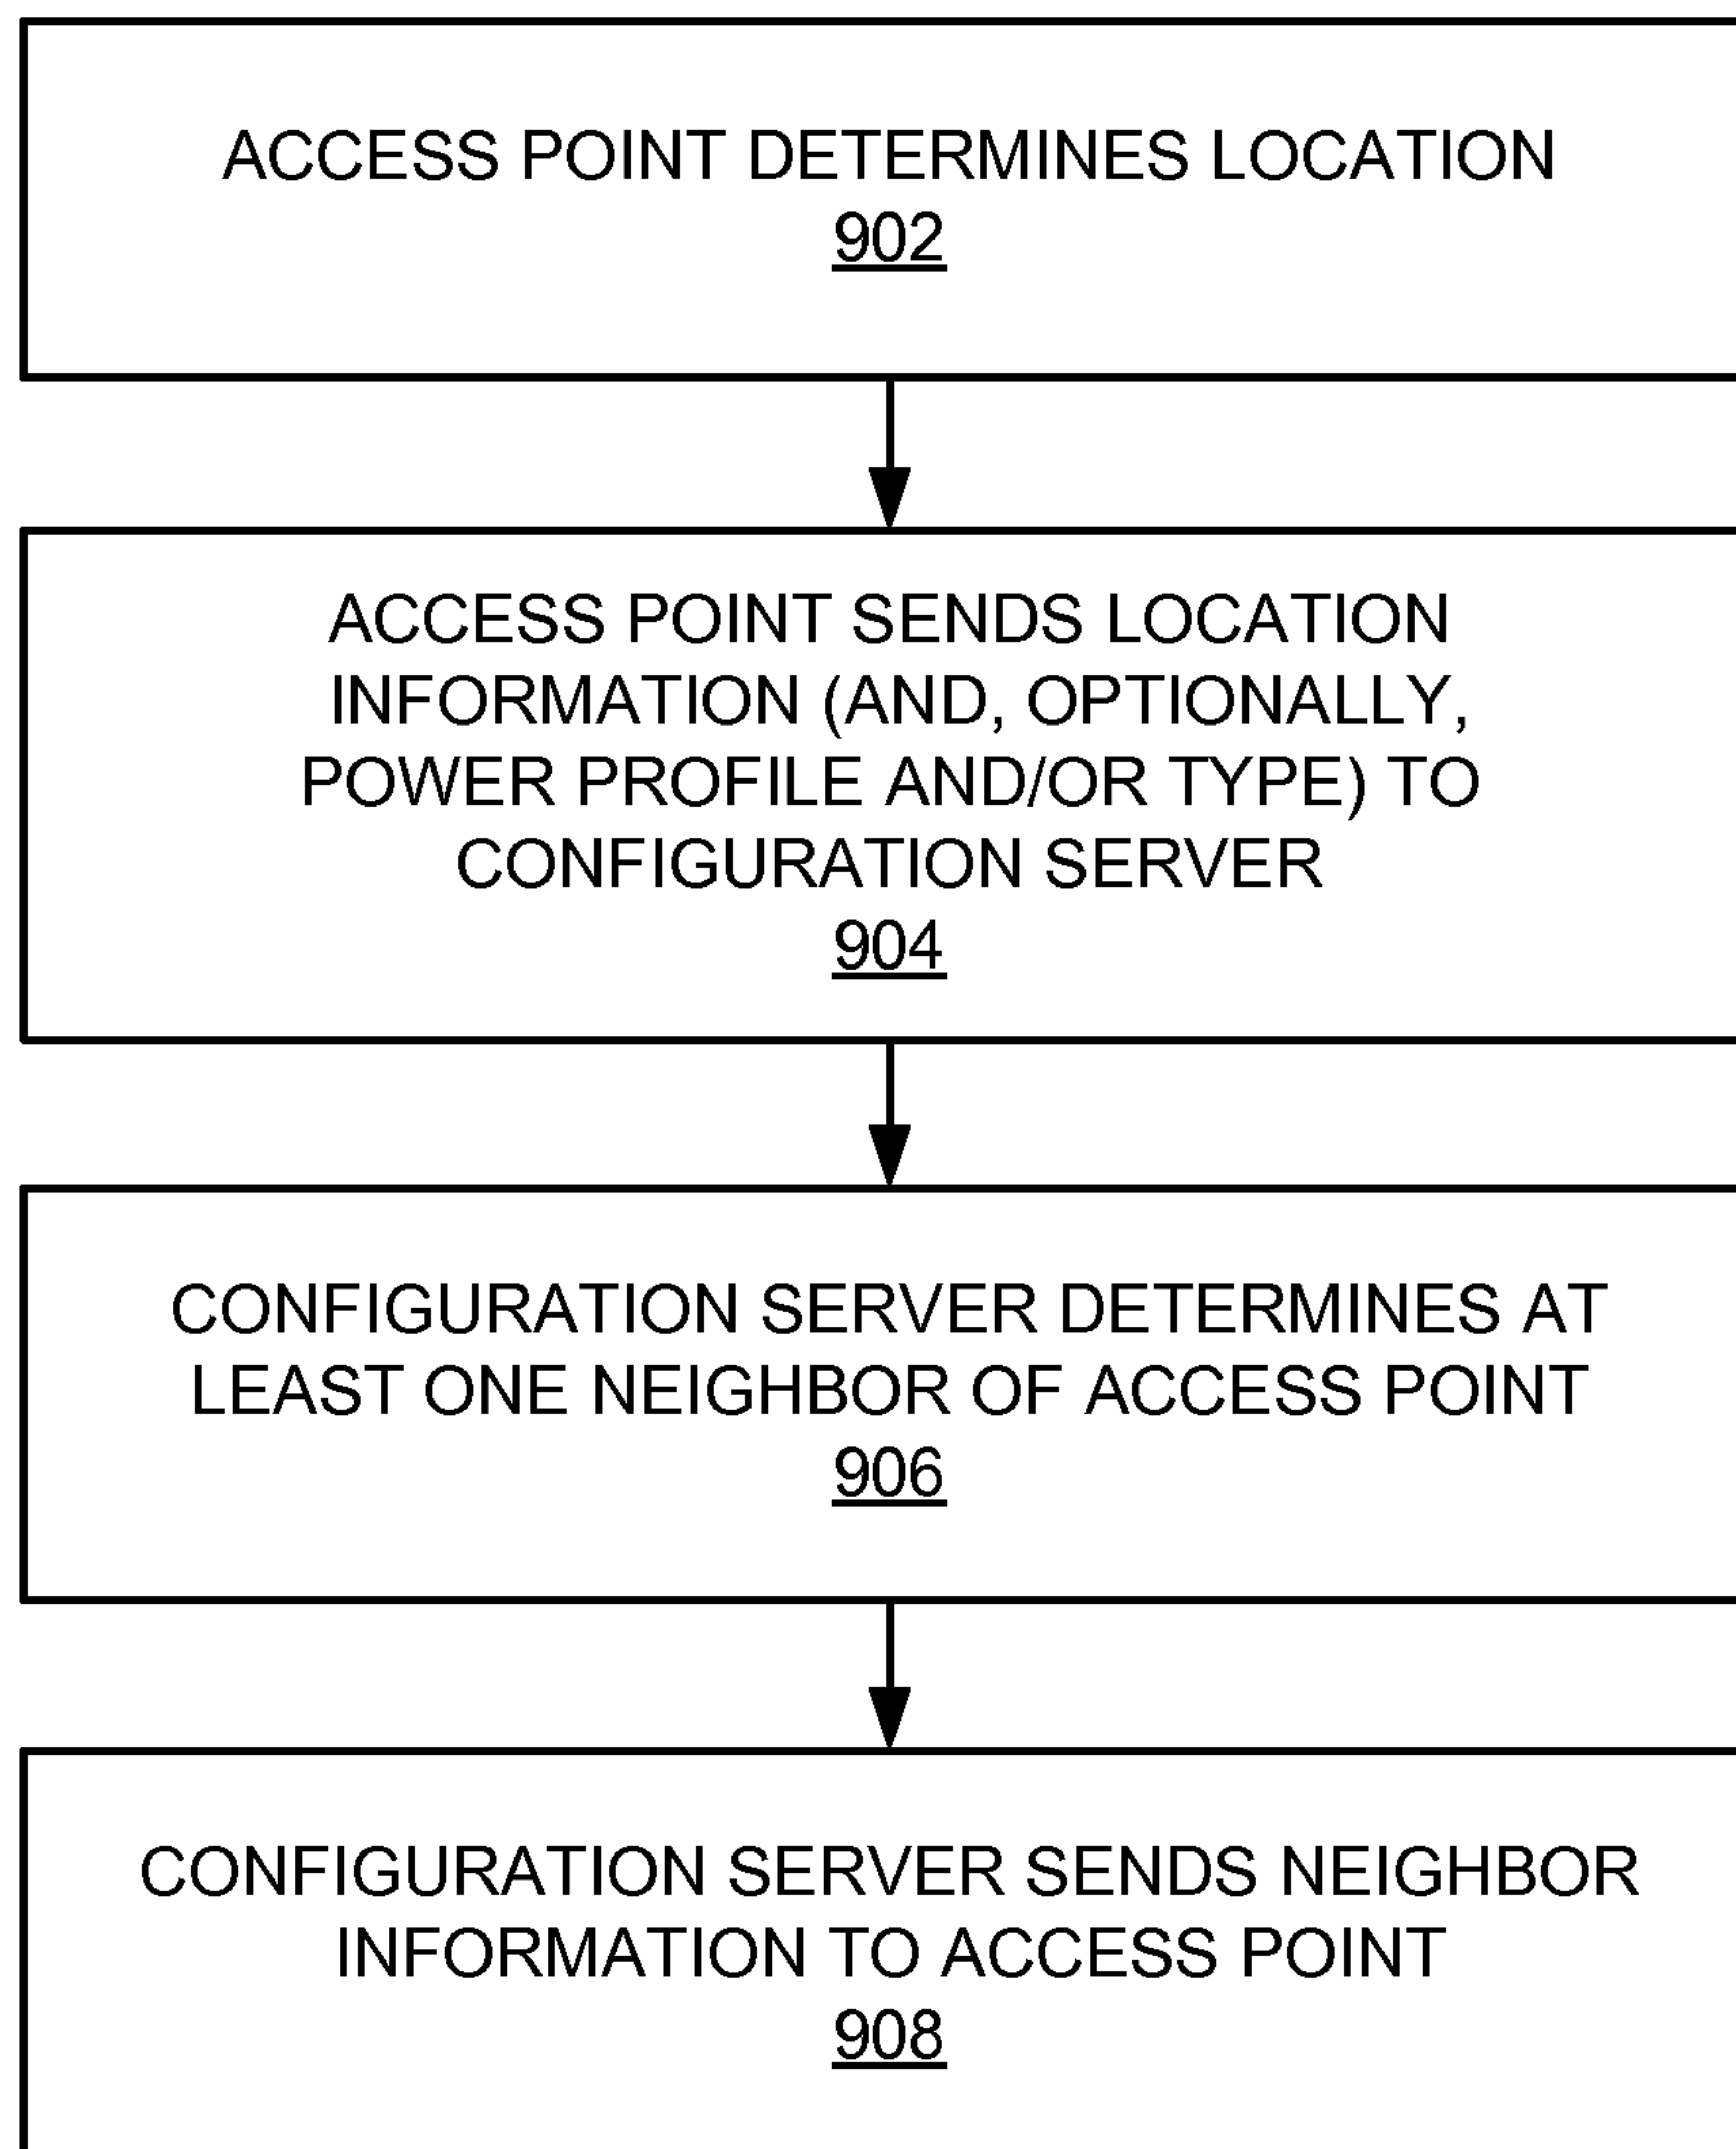 ACCESS POINT DETERMINES LOCATION
902
ACCESS POINT SENDS LOCATION
INFORMATION (AND, OPTIONALLY,
POWER PROFILE AND/OR TYPE) TO
CONFIGURATION SERVER
904
CONFIGURATION SERVER DETERMINES AT
LEAST ONE NEIGHBOR OF ACCESS POINT
906
CONFIGURATION SERVER SENDS NEIGHBOR
INFORMATION TO ACCESS POINT
908